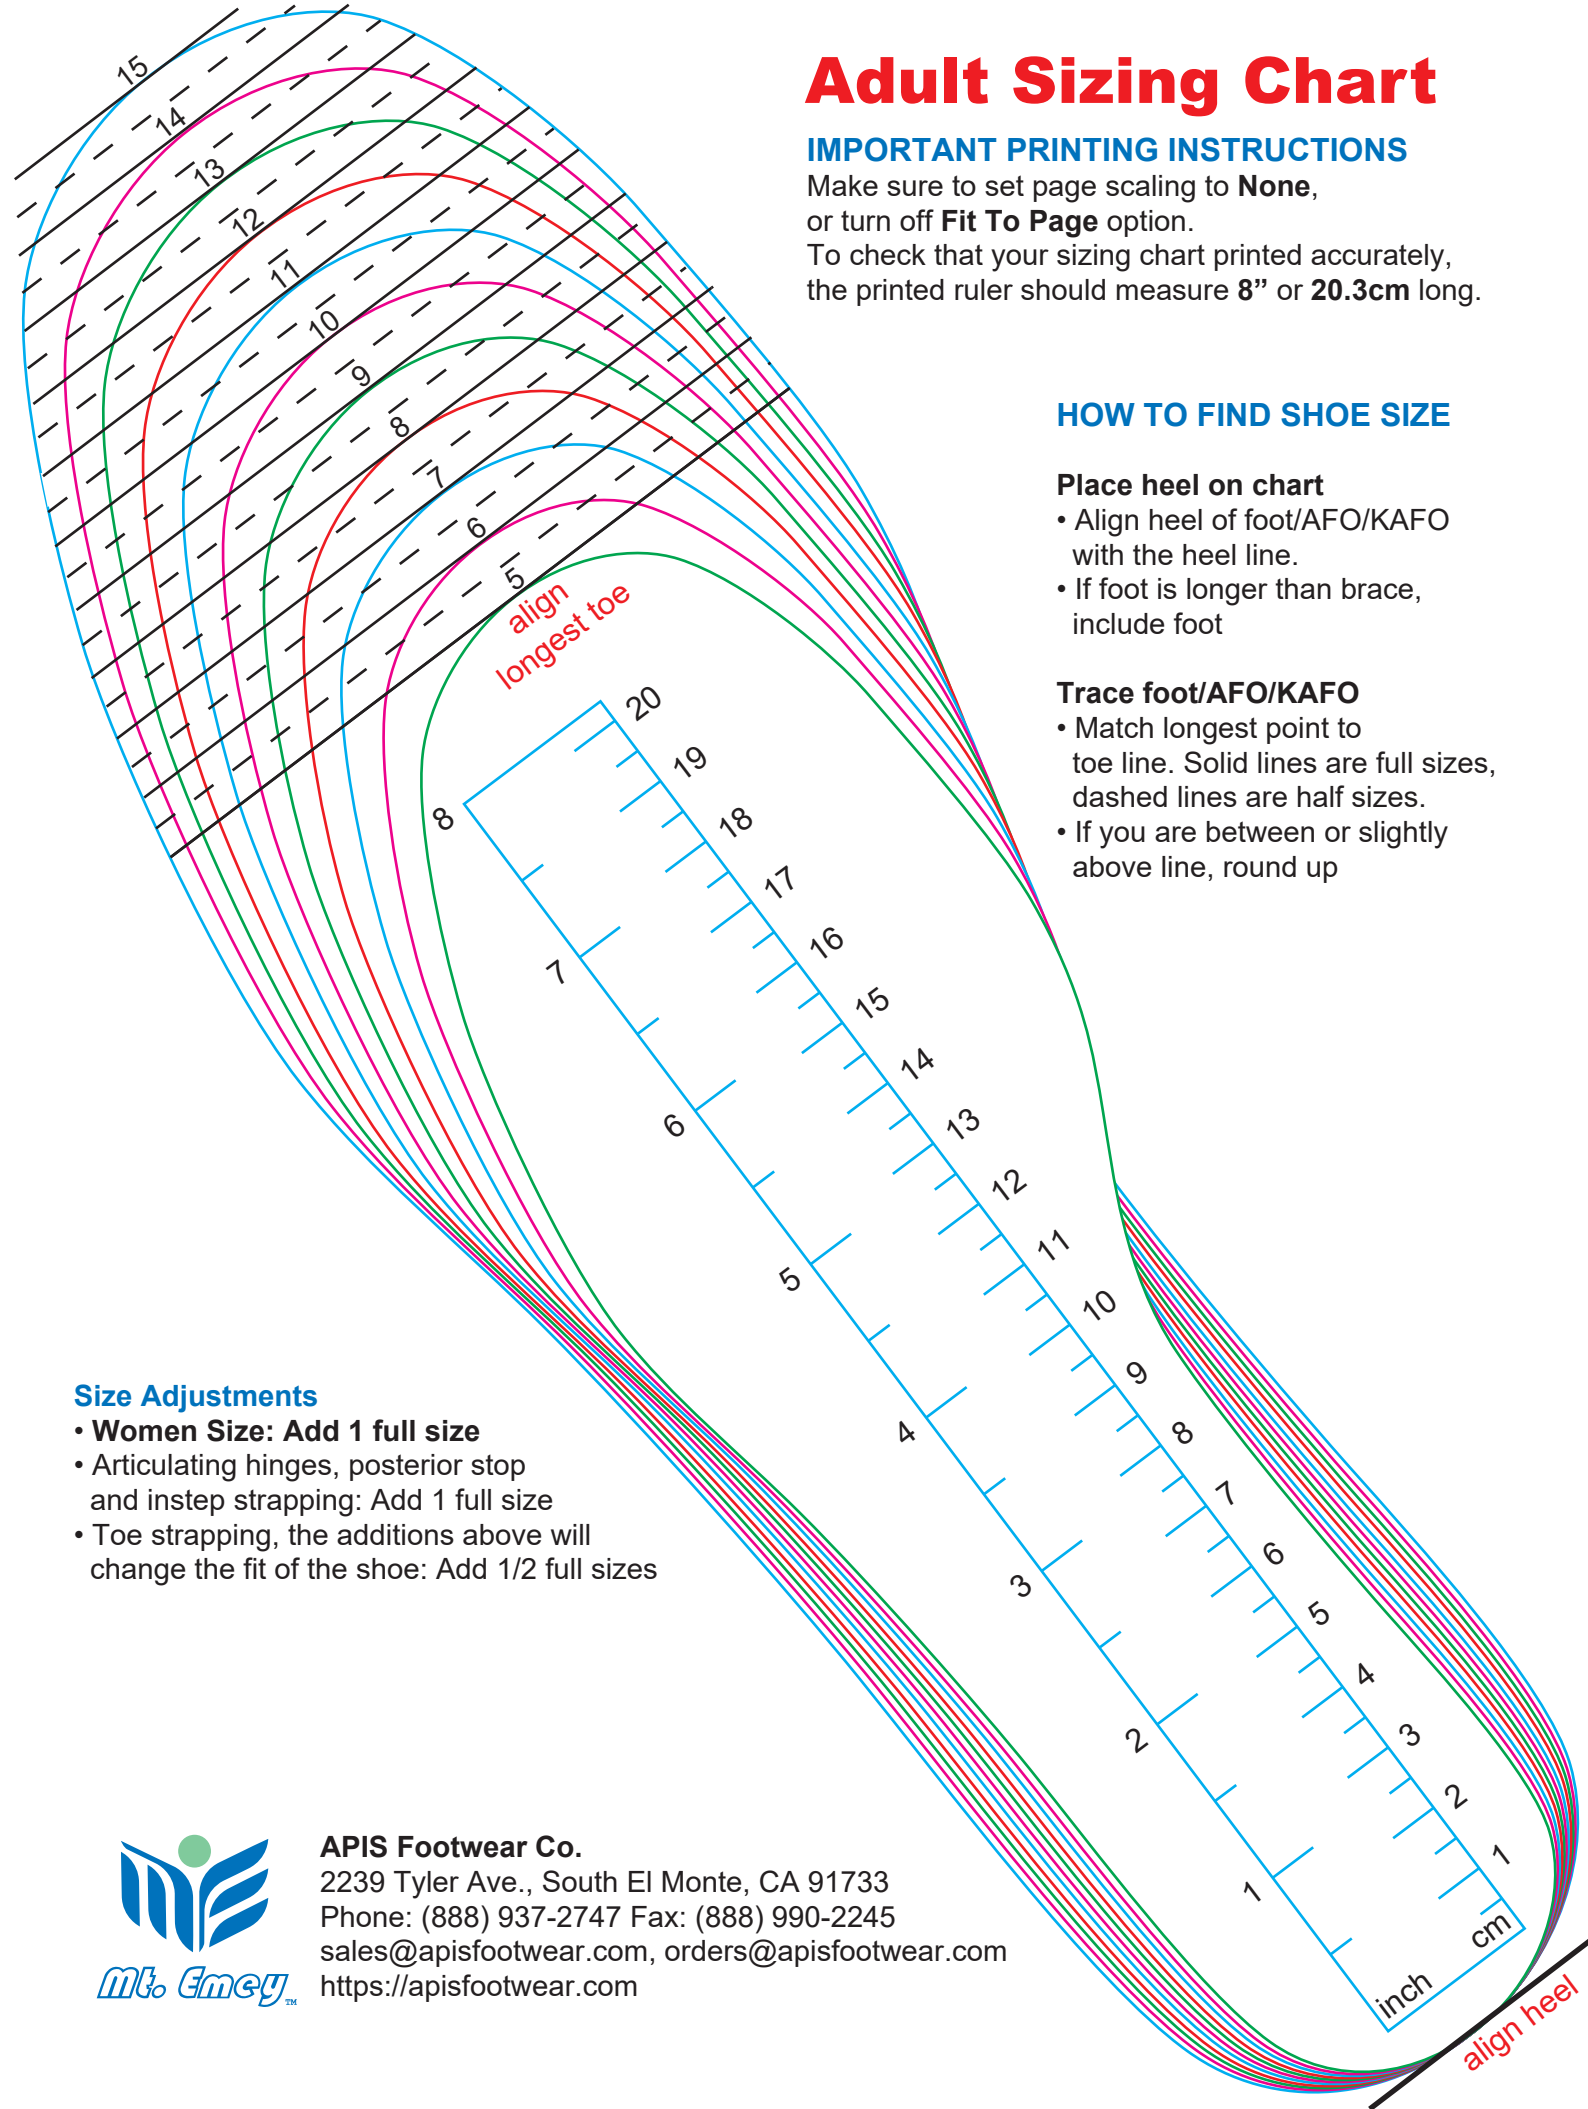 Adult Sizing Chart
IMPORTANT PRINTING INSTRUCTIONS
Make sure to set page scaling to None,
or turn off Fit To Page option.
To check that your sizing chart printed accurately,
the printed ruler should measure 8” or 20.3cm long.
HOW TO FIND SHOE SIZE
Place heel on chart
• Align heel of foot/AFO/KAFO
with the heel line.
• If foot is longer than brace,
include foot
Trace foot/AFO/KAFO
• Match longest point to
toe line. Solid lines are full sizes,
dashed lines are half sizes.
• If you are between or slightly
above line, round up
15
14
13
12
11
10
9
8
7
6
5
align
longest toe
20
19
18
17
16
15
14
13
12
11
10
9
8
7
6
5
4
3
2
1
cm
8
7
6
5
4
3
2
1
inch
align heel
Size Adjustments
• Women Size: Add 1 full size
• Articulating hinges, posterior stop
and instep strapping: Add 1 full size
• Toe strapping, the additions above will
change the fit of the shoe: Add 1/2 full sizes
Mt. Emey TM
APIS Footwear Co.
2239 Tyler Ave., South El Monte, CA 91733
Phone: (888) 937-2747 Fax: (888) 990-2245
sales@apisfootwear.com, orders@apisfootwear.com
https://apisfootwear.com